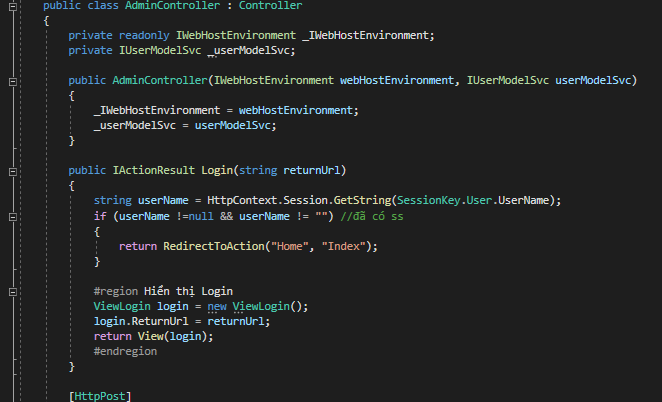 public class AdminController : Controller
{
private readonly IWebHostEnvironment _IWebHostEnvironment;
private IUserModelSvc _userModelSvc;
public AdminController(IWebHostEnvironment webHostEnvironment, IUserModelSvc userModelSvc)
{
_IWebHostEnvironment = webHostEnvironment;
_userModelSvc = userModelSvc;
}
public IActionResult Login(string returnUrl)
{
string userName = HttpContext.Session.GetString(SessionKey.User.UserName);
if (userName !=null && userName != "") //đã có ss
{
return RedirectToAction("Home", "Index");
}
#region Hiển thị Login
ViewLogin login = new ViewLogin();
login.ReturnUrl = returnUrl;
return View(login);
#endregion
}
[HttpPost]